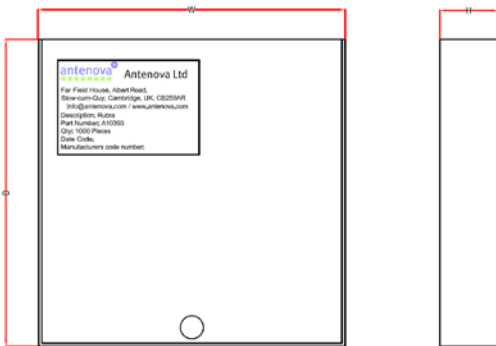 W
H
antenova Antenova Ltd
Far Field House, Albert Road,
Stow-cum-Quy, Cambridge, UK, CB259AR
info@antenova.com / www.antenova.com
Description: Rubra
Part Number: A10393
Qty: 1000 Pieces
Date Code:
Manufacturers code number: